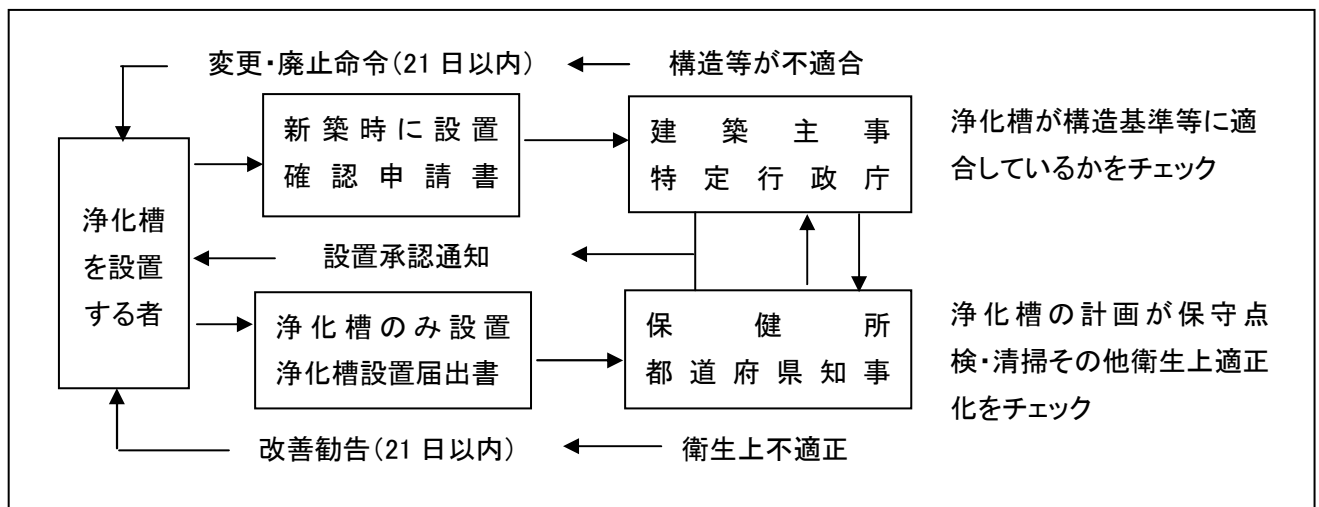 変更・廃止命令(21日以内)
構造等が不適合
新築時に設置
確認申請書
建築主事
特定行政庁
浄化槽が構造基準等に適
合しているかをチェック
浄化槽
を設置
する者
設置承認通知
浄化槽のみ設置
浄化槽設置届出書
保健所
都道府県知事
浄化槽の計画が保守点
検・清掃その他衛生上適正
化をチェック
改善勧告(21日以内)
衛生上不適正